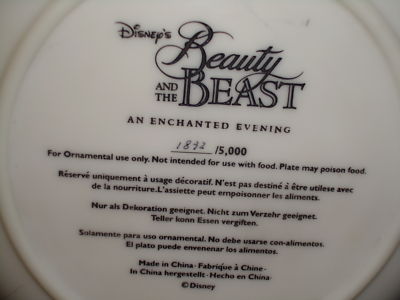 Disney's
Beauty
AND THE BEAST
AN ENCHANTED EVENING
1892/5,000
For Ornamental use only. Not intended for use with food. Plate may poison food.
Réservé uniquement à usage décoratif. N'est pas destiné à être utilese avec
de la nourriture. L'assiette peut empoisonner les aliments.
Nur als Dekoration geeignet. Nicht zum Verzehr geeignet.
Teller konn Essen vergiften.
Solamente para uso ornamental. No debe usarse con-alimentos.
El plato puede envenenar los alimentos.
Made in China · Fabriqué à Chine ·
In China hergestellt · Hecho en China
©Disney